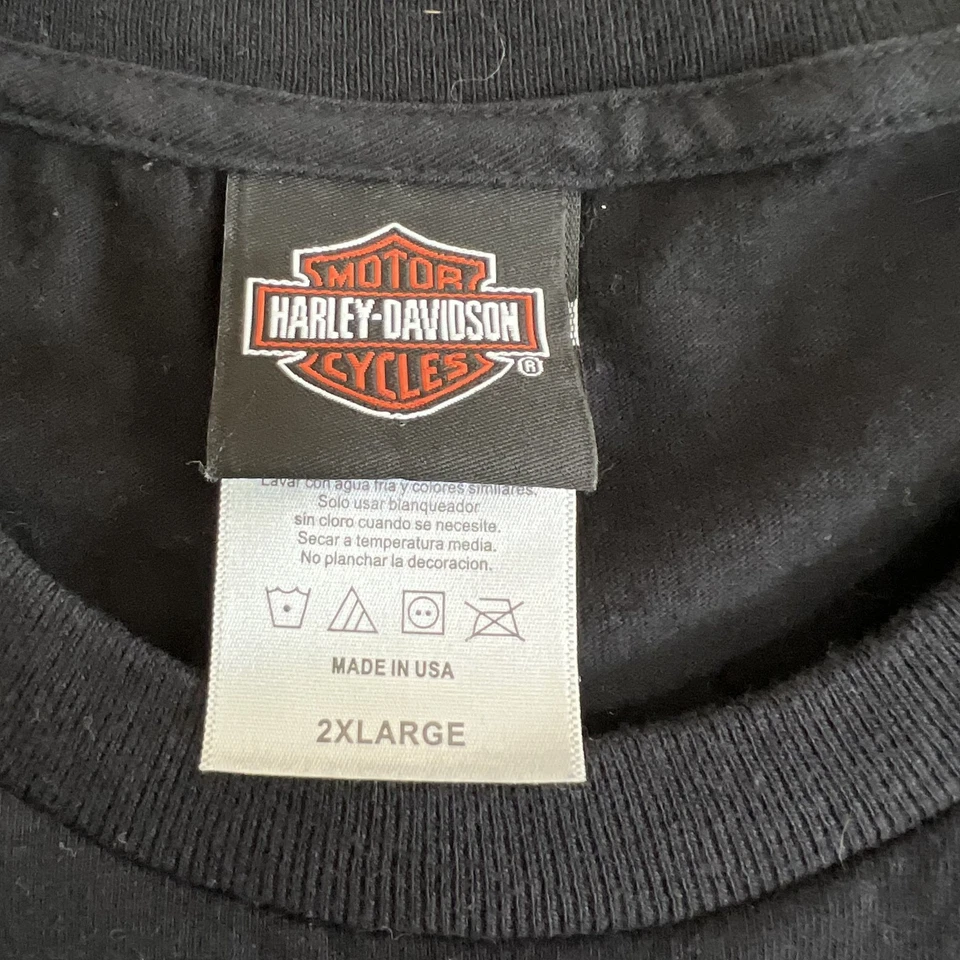 MOTOR
HARLEY-DAVIDSON
CYCLES
®
Lavar con agua fria y colores similares.
Solo usar blanqueador
sin cloro cuando se necesite.
Secar a temperatura media.
No planchar la decoracion.
MADE IN USA
2XLARGE